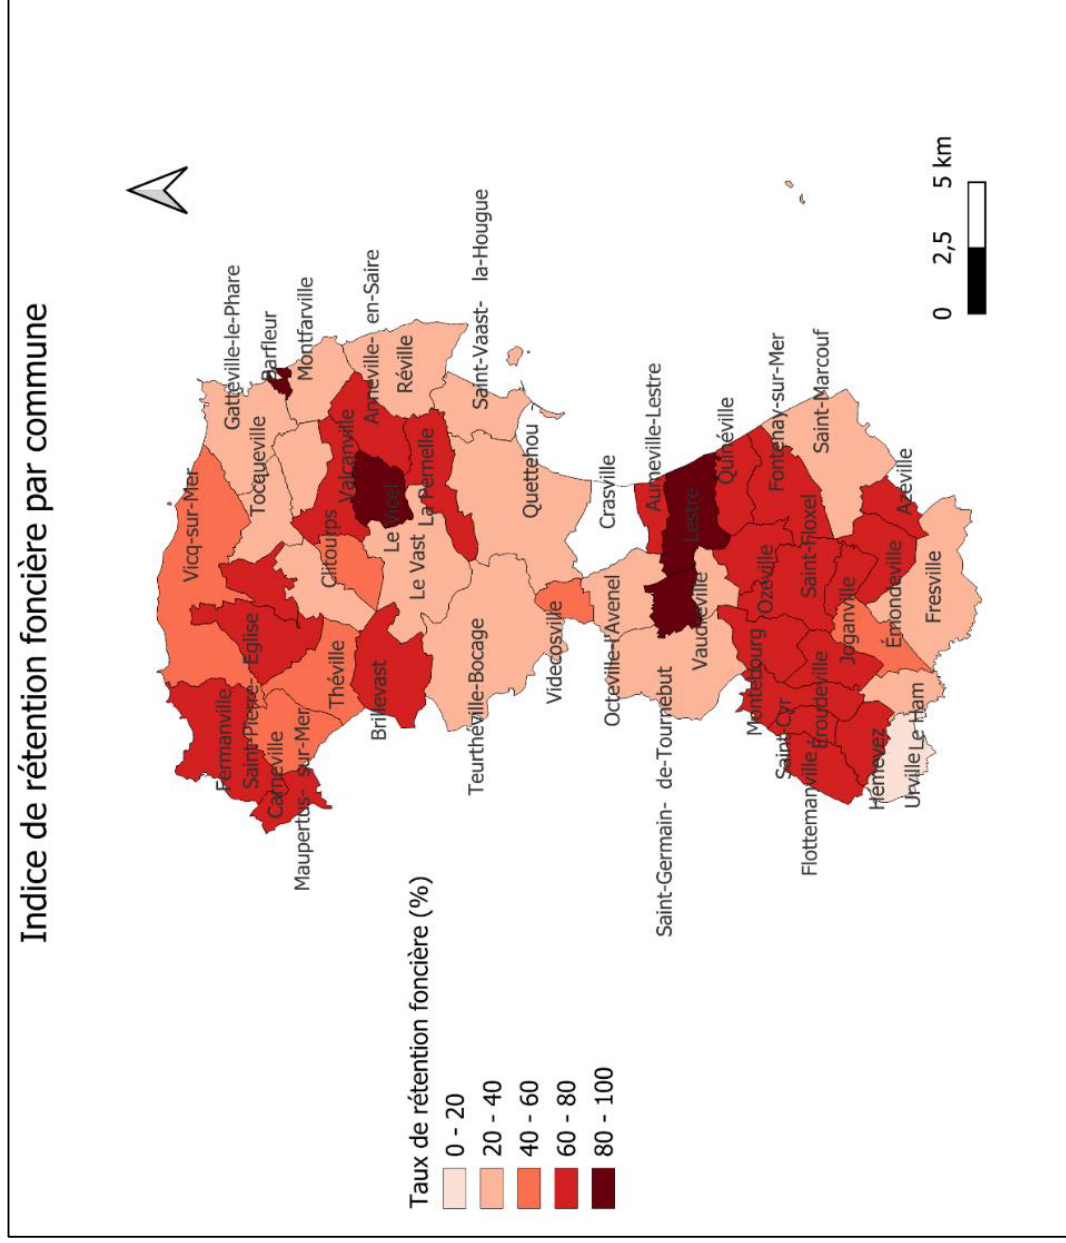 Indice de rétention foncière par commune
Vicq-sur-Mer
Gatteville-le-Phare
Fermanville
Saint-Pierre-Église
Tocqueville
Barfleur
Carneville
Maupertus-
sur-Mer
Montfarville
Clitourps
Théville
Valcanville
Anneville-
en-Saire
Brillevast
Le Vicel
Réville
Le Vast
La Pernelle
Teurthéville-Bocage
Saint-Vaast-
la-Hougue
Quettehou
Videcosville
Crasville
Octeville-l'Avenel
Aumeville-Lestre
Saint-Germain-
de-Tournebut
Lestre
Vaudreville
Quinéville
Montebourg
Ozeville
Fontenay-sur-Mer
Saint-Cyr
Saint-Floxel
Saint-Marcouf
Flottemanville
Éroudeville
Joganville
Hémevez
Émondeville
Azeville
Urville
Le Ham
Fresville
Taux de rétention foncière (%)
0 - 20
20 - 40
40 - 60
60 - 80
80 - 100
0 2,5 5 km